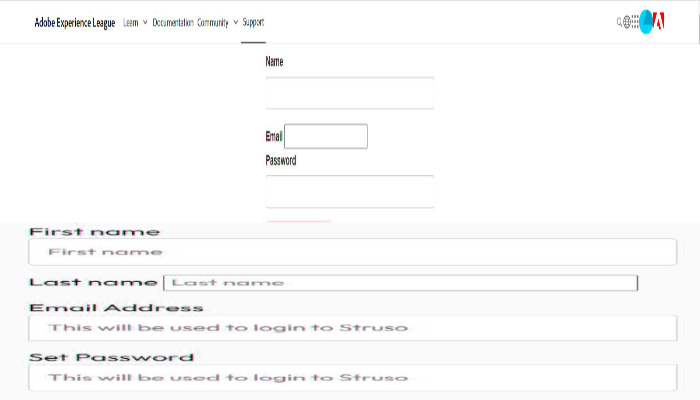 Adobe Experience League Learn Documentation Community Support
Name
Email
Password
First name
First name
Last name Last name
Email Address
This will be used to login to Struso
Set Password
This will be used to login to Struso